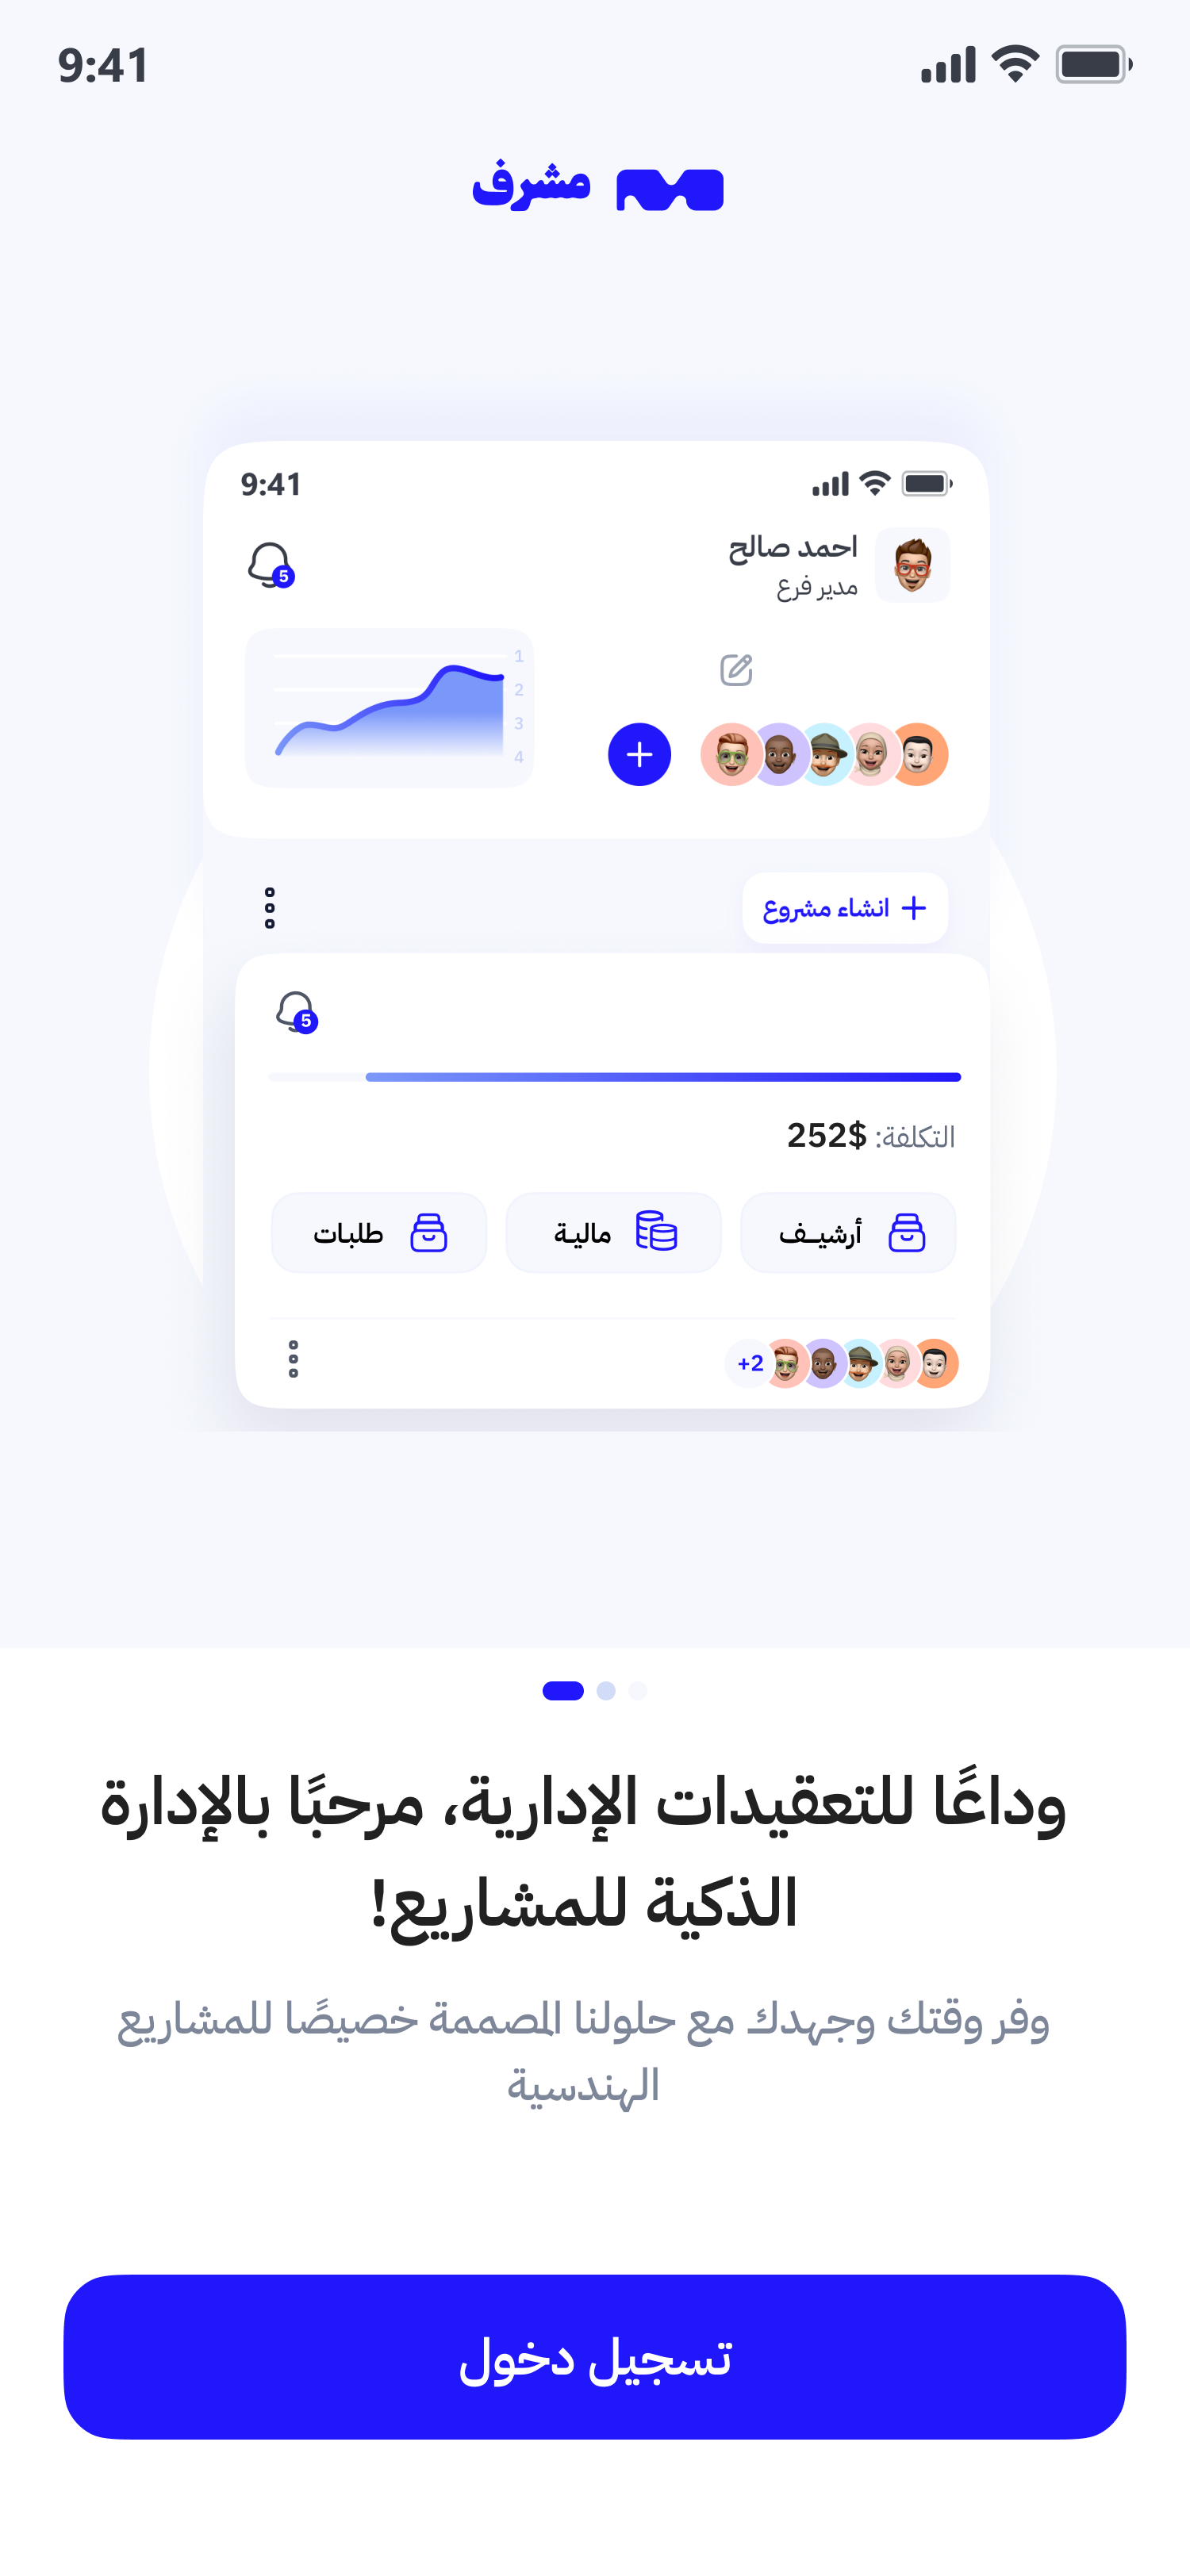 9:41
مشرف
9:41
احمد صالح
مدير فرع
5
1
2
3
4
انشاء مشروع
5
التكلفة: 252$
أرشيـف
ماليـة
طلبـات
+2
وداعًا للتعقيدات الإدارية، مرحبًا بالإدارة
الذكية للمشاريع!
وفر وقتك وجهدك مع حلولنا المصممة خصيصًا للمشاريع
الهندسية
تسجيل دخول